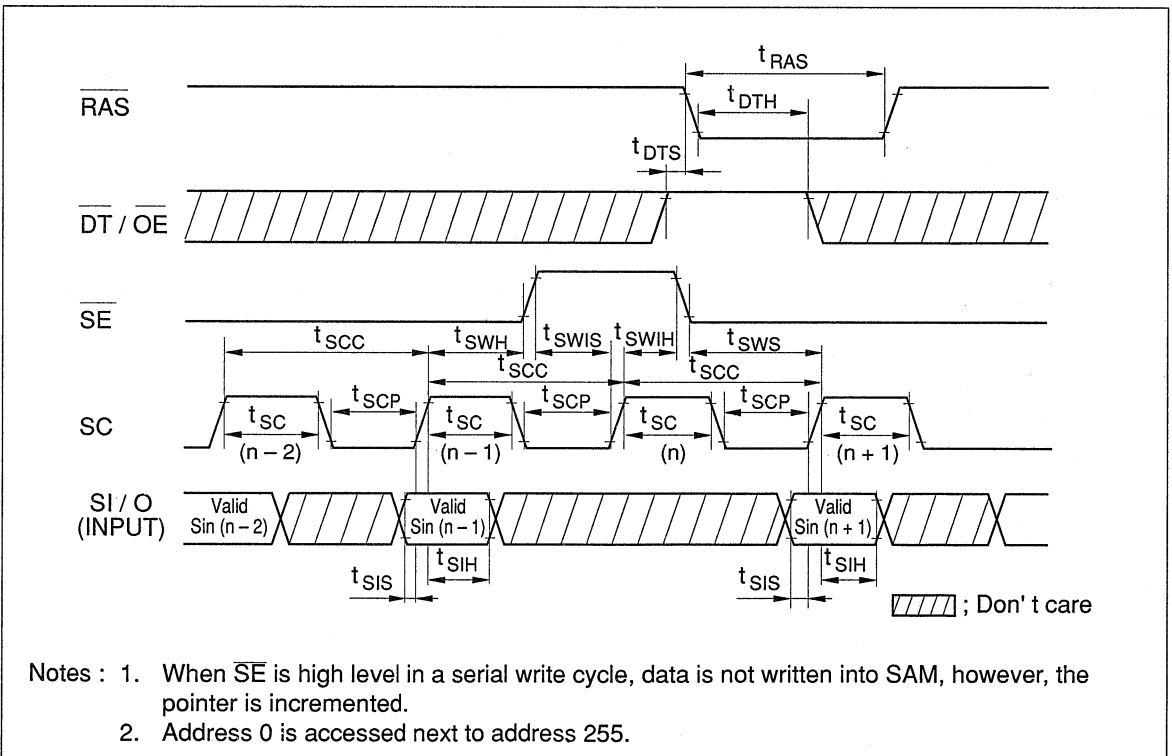 t RAS
RAS
t DTH
t DTS
DT / OE
SE
t SCC t SWH t SWIS t SWIH t SWS
t SCC t SCC
t SCP t SCP t SCP
SC
t SC t SC t SC t SC
(n – 2) (n – 1) (n) (n + 1)
SI / O Valid Valid Valid
(INPUT) Sin (n – 2) Sin (n – 1) Sin (n + 1)
t SIH t SIH
t SIS t SIS
; Don' t care
Notes : 1. When SE is high level in a serial write cycle, data is not written into SAM, however, the
pointer is incremented.
2. Address 0 is accessed next to address 255.